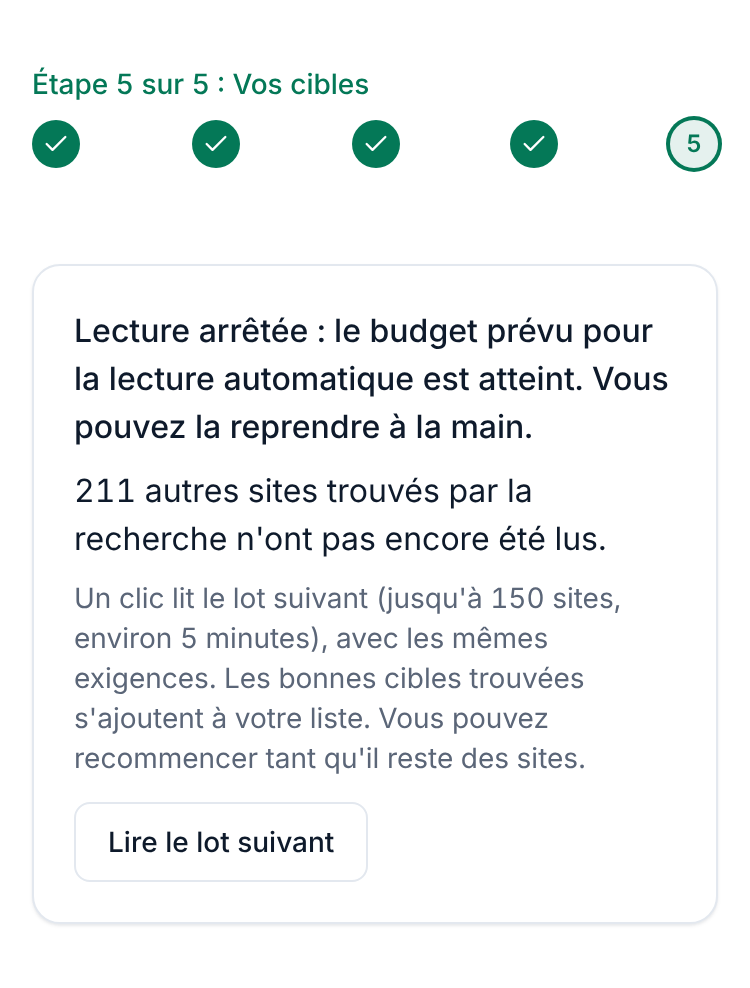 Étape 5 sur 5 : Vos cibles
5
Lecture arrêtée : le budget prévu pour
la lecture automatique est atteint. Vous
pouvez la reprendre à la main.
211 autres sites trouvés par la
recherche n'ont pas encore été lus.
Un clic lit le lot suivant (jusqu'à 150 sites,
environ 5 minutes), avec les mêmes
exigences. Les bonnes cibles trouvées
s'ajoutent à votre liste. Vous pouvez
recommencer tant qu'il reste des sites.
Lire le lot suivant